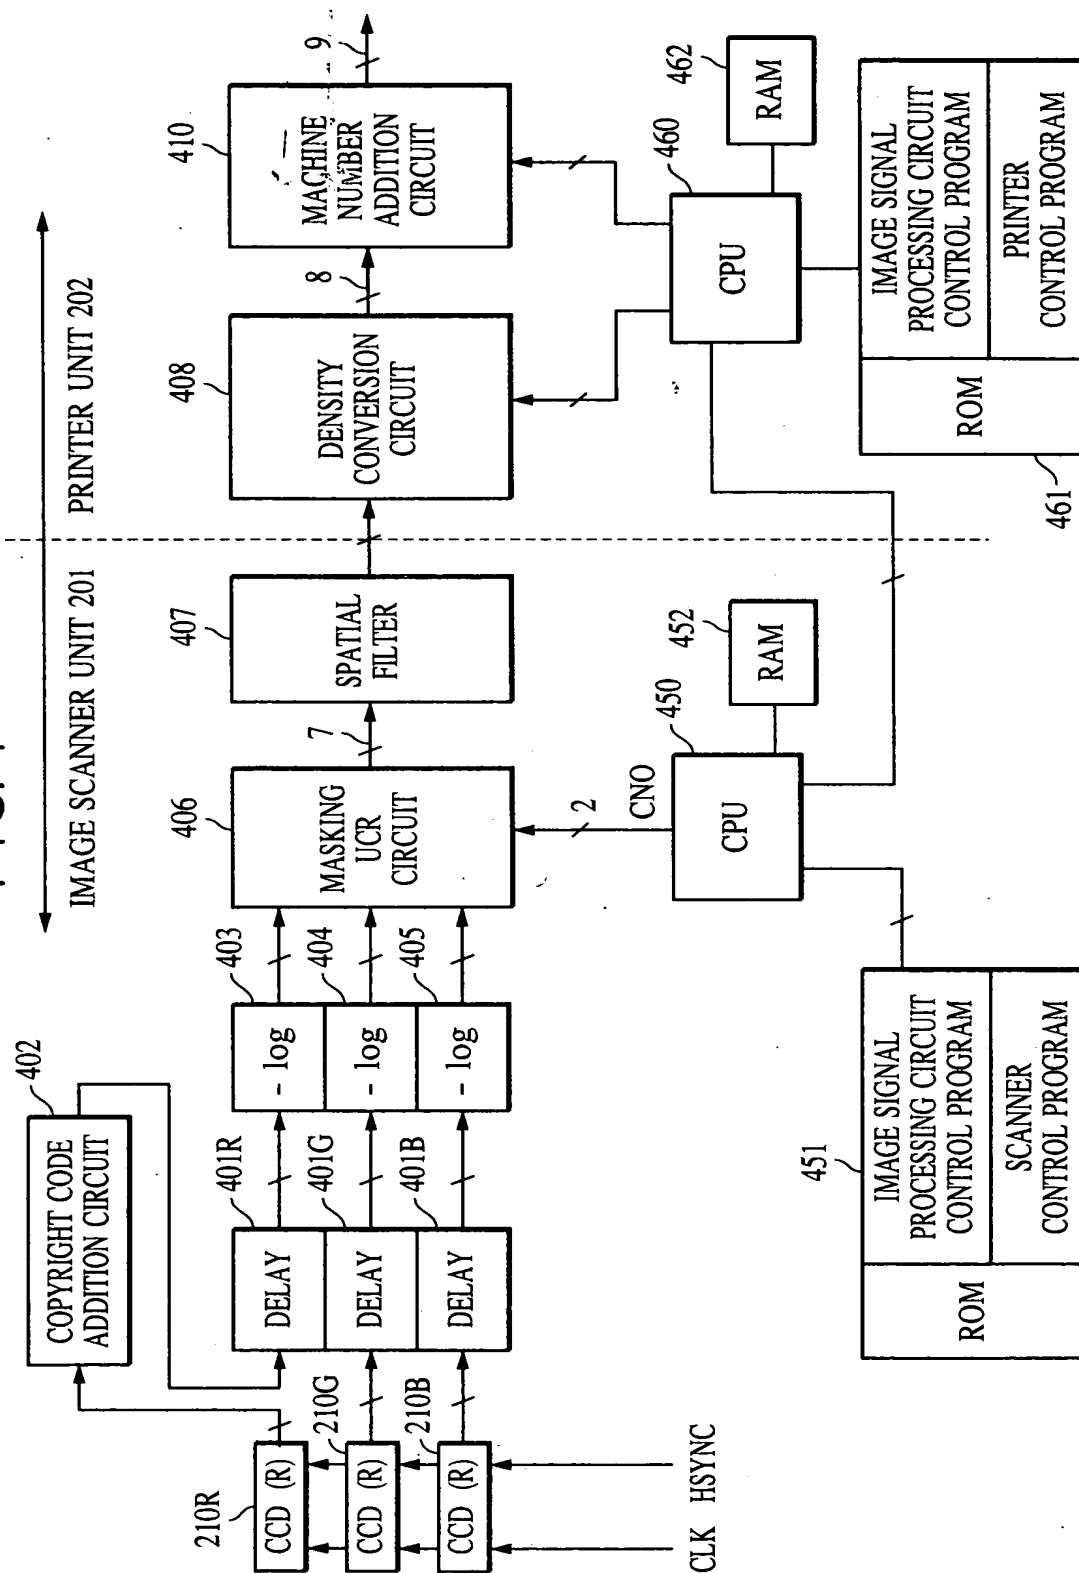 IMAGE SCANNER UNIT 201
PRINTER UNIT 202
402
COPYRIGHT CODE
ADDITION CIRCUIT
210R
CCD (R)
210G
CCD (R)
210B
CCD (R)
CLK
HSYNC
401R
DELAY
401G
DELAY
401B
DELAY
403
- log
404
- log
405
- log
406
MASKING
UCR
CIRCUIT
7
407
SPATIAL
FILTER
408
DENSITY
CONVERSION
CIRCUIT
8
410
MACHINE
NUMBER
ADDITION
CIRCUIT
9
2
CNO
450
CPU
452
RAM
460
CPU
462
RAM
451
ROM
IMAGE SIGNAL
PROCESSING CIRCUIT
CONTROL PROGRAM
SCANNER
CONTROL PROGRAM
461
ROM
IMAGE SIGNAL
PROCESSING CIRCUIT
CONTROL PROGRAM
PRINTER
CONTROL PROGRAM